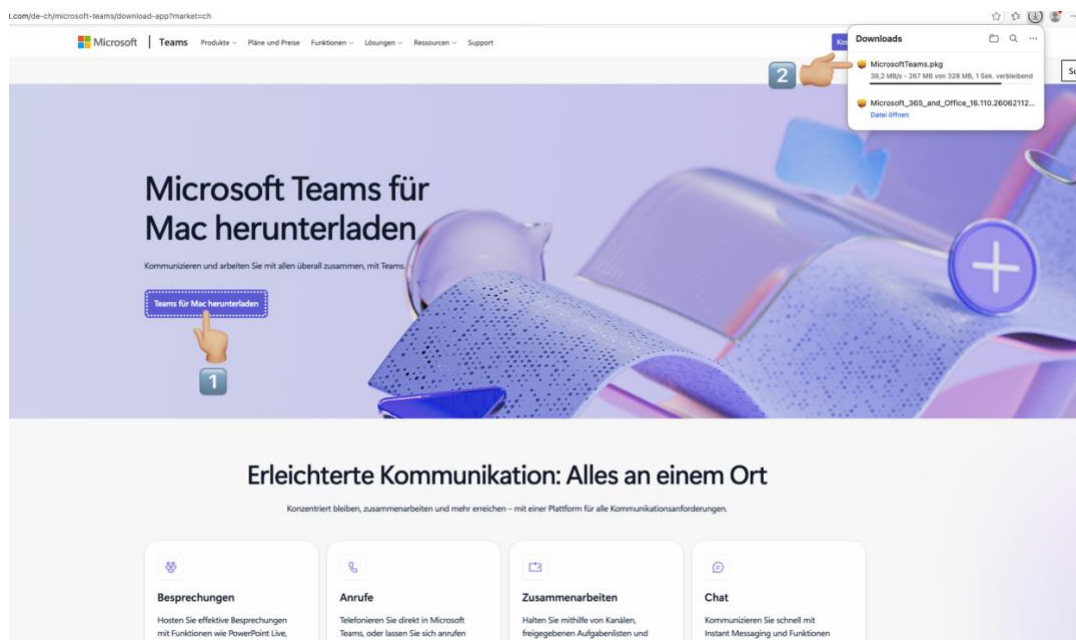 t.com/de-ch/microsoft-teams/download-app?market=ch
Microsoft Teams Produkte Pläne und Preise Funktionen Lösungen Ressourcen Support
Downloads
MicrosoftTeams.pkg
38,2 MB/s - 267 MB von 328 MB, 1 Sek. verbleibend
Microsoft_365_and_Office_16.110.26062112...
Datei öffnen
2
Microsoft Teams für
Mac herunterladen
Kommunizieren und arbeiten Sie mit allen überall zusammen, mit Teams.
Teams für Mac herunterladen
1
Erleichterte Kommunikation: Alles an einem Ort
Konzentriert bleiben, zusammenarbeiten und mehr erreichen – mit einer Plattform für alle Kommunikationsanforderungen.
Besprechungen
Hosten Sie effektive Besprechungen
mit Funktionen wie PowerPoint Live,
Anrufe
Telefonieren Sie direkt in Microsoft
Teams, oder lassen Sie sich anrufen
Zusammenarbeiten
Halten Sie mithilfe von Kanälen,
freigegebenen Aufgabenlisten und
Chat
Kommunizieren Sie schnell mit
Instant Messaging und Funktionen